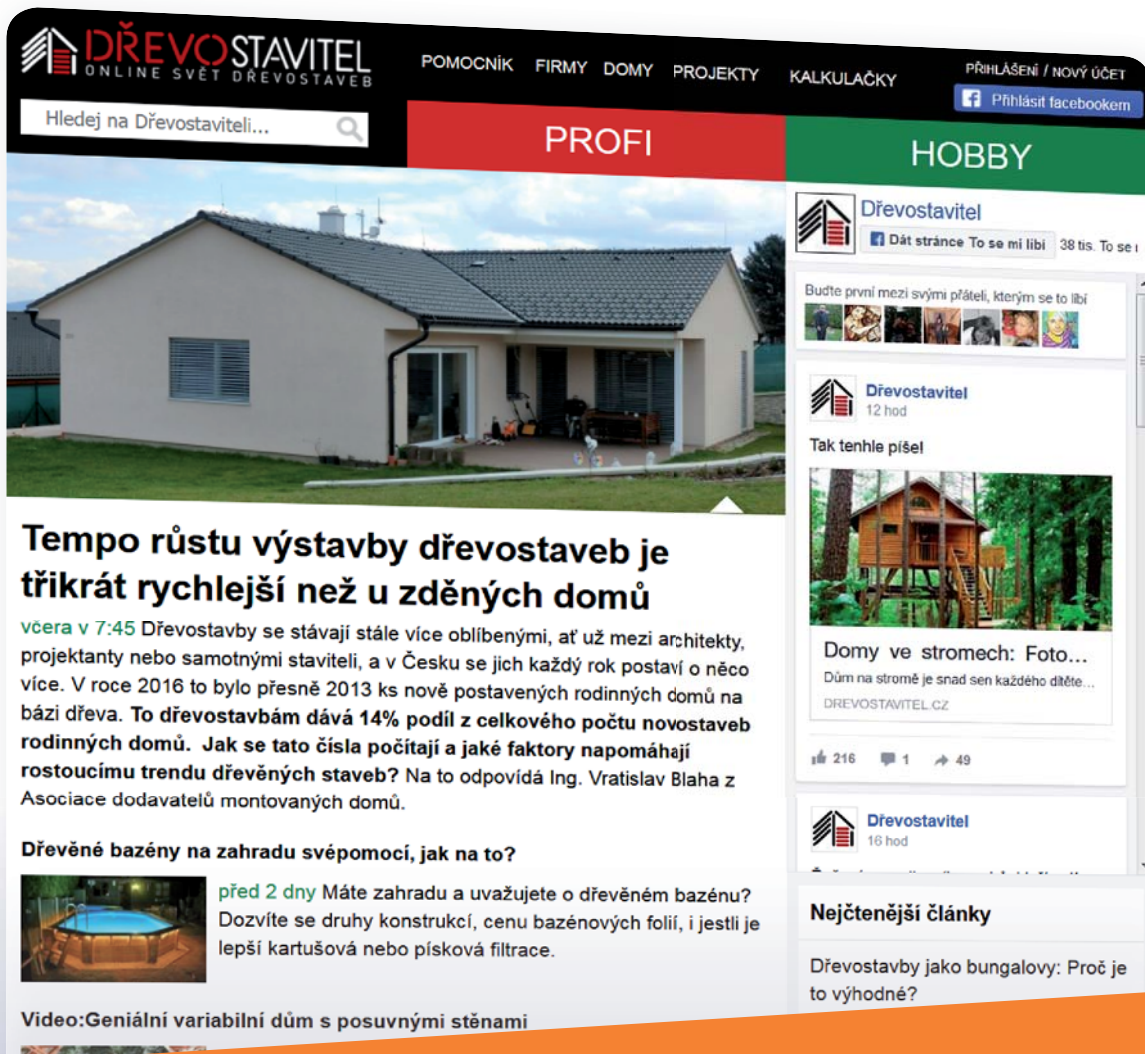 DŘEVOSTAVITEL
ONLINE SVĚT DŘEVOSTAVEB
POMOCNÍK FIRMY DOMY PROJEKTY KALKULAČKY
PŘIHLÁŠENÍ / NOVÝ ÚČET
Přihlásit facebookem
Hledej na Dřevostaviteli...
PROFI
HOBBY
Dřevostavitel
Dát stránce To se mi líbí 38 tis. To se
Buďte první mezi svými přáteli, kterým se to líbí
Dřevostavitel
12 hod
Tak tenhle píše!
Domy ve stromech: Foto...
Dům na stromě je snad sen každého dítěte...
DREVOSTAVITEL.CZ
216 1 49
Dřevostavitel
16 hod
Nejčtenější články
Dřevostavby jako bungalovy: Proč je
to výhodné?
Tempo růstu výstavby dřevostaveb je
třikrát rychlejší než u zděných domů
včera v 7:45 Dřevostavby se stávají stále více oblíbenými, ať už mezi architekty,
projektanty nebo samotnými staviteli, a v Česku se jich každý rok postaví o něco
více. V roce 2016 to bylo přesně 2013 ks nově postavených rodinných domů na
bázi dřeva. To dřevostavbám dává 14% podíl z celkového počtu novostaveb
rodinných domů. Jak se tato čísla počítají a jaké faktory napomáhají
rostoucímu trendu dřevěných staveb? Na to odpovídá Ing. Vratislav Blaha z
Asociace dodavatelů montovaných domů.
Dřevěné bazény na zahradu svépomocí, jak na to?
před 2 dny Máte zahradu a uvažujete o dřevěném bazénu?
Dozvíte se druhy konstrukcí, cenu bazénových folií, i jestli je
lepší kartušová nebo písková filtrace.
Video:Geniální variabilní dům s posuvnými stěnami